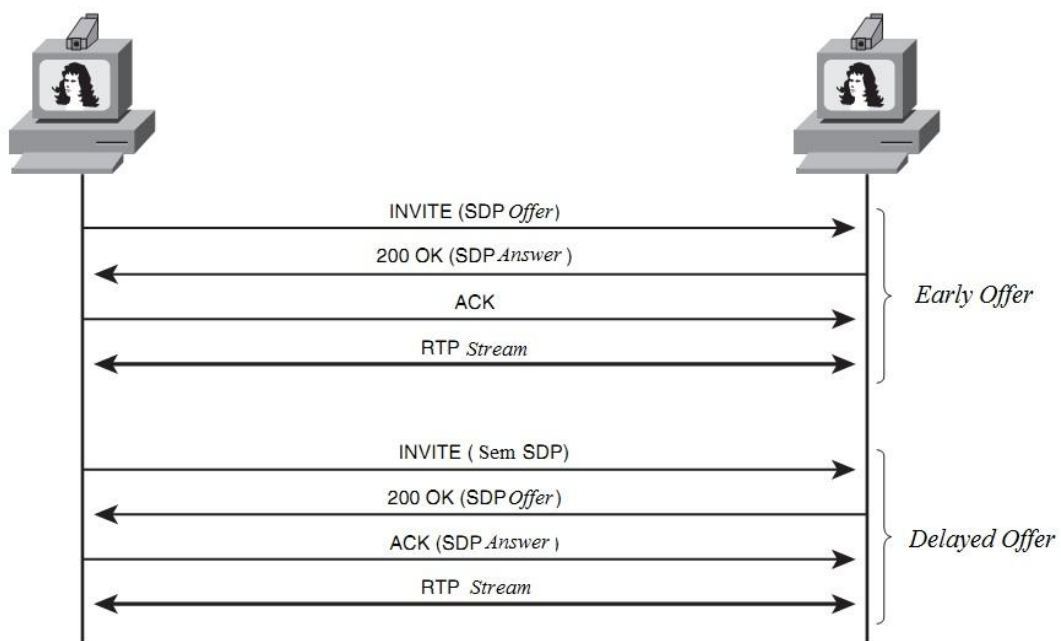 INVITE (SDP Offer)
200 OK (SDP Answer )
ACK
RTP Stream
Early Offer
INVITE ( Sem SDP)
200 OK (SDP Offer)
ACK (SDP Answer )
RTP Stream
Delayed Offer